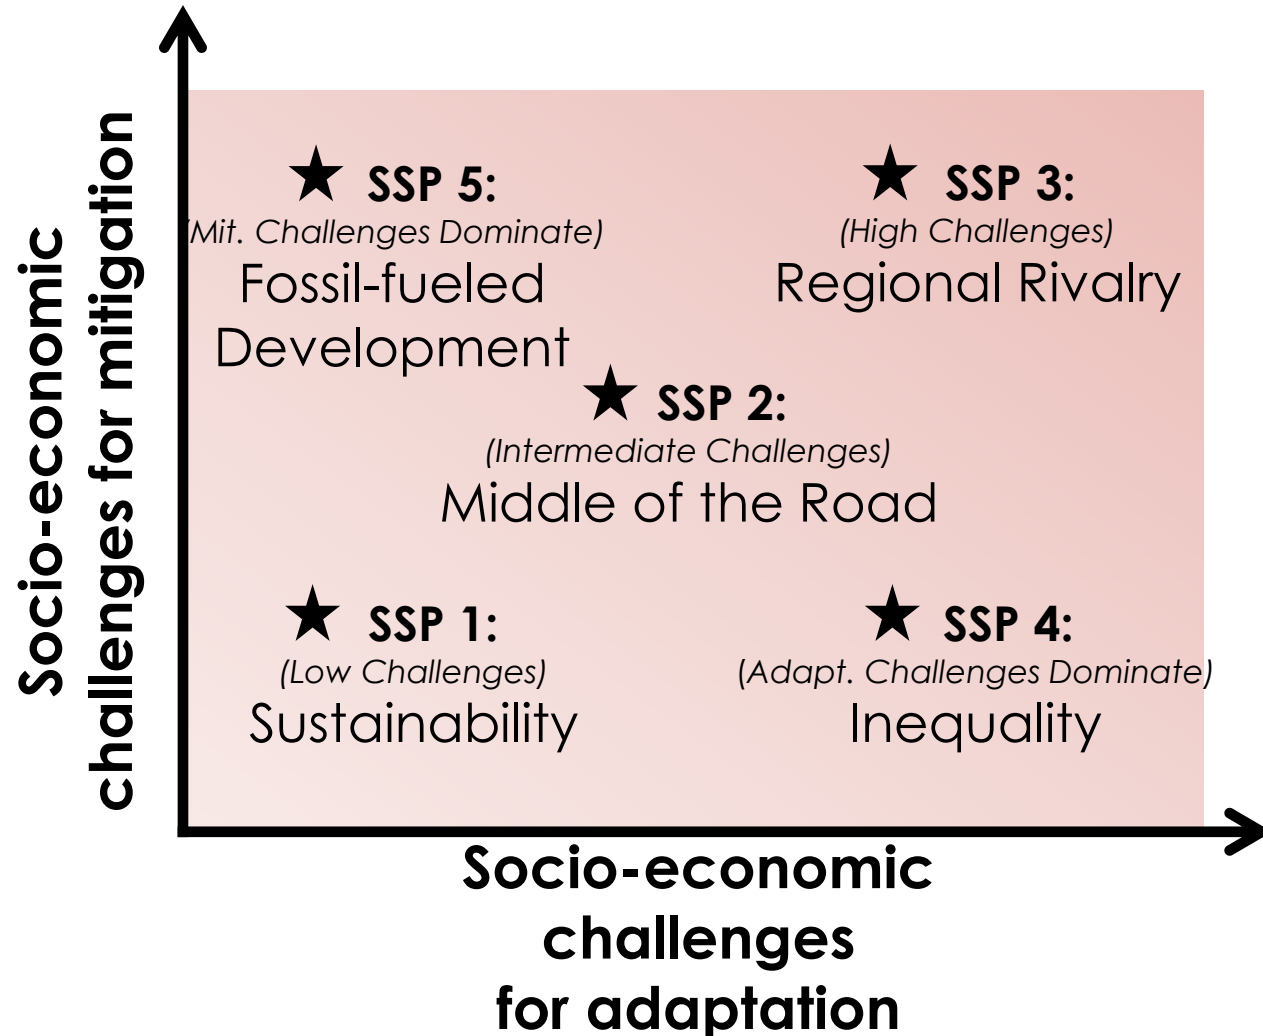 Socio-economic
challenges for mitigation
SSP 5:
(Mit. Challenges Dominate)
Fossil-fueled
Development
SSP 3:
(High Challenges)
Regional Rivalry
SSP 2:
(Intermediate Challenges)
Middle of the Road
SSP 1:
(Low Challenges)
Sustainability
SSP 4:
(Adapt. Challenges Dominate)
Inequality
Socio-economic
challenges
for adaptation